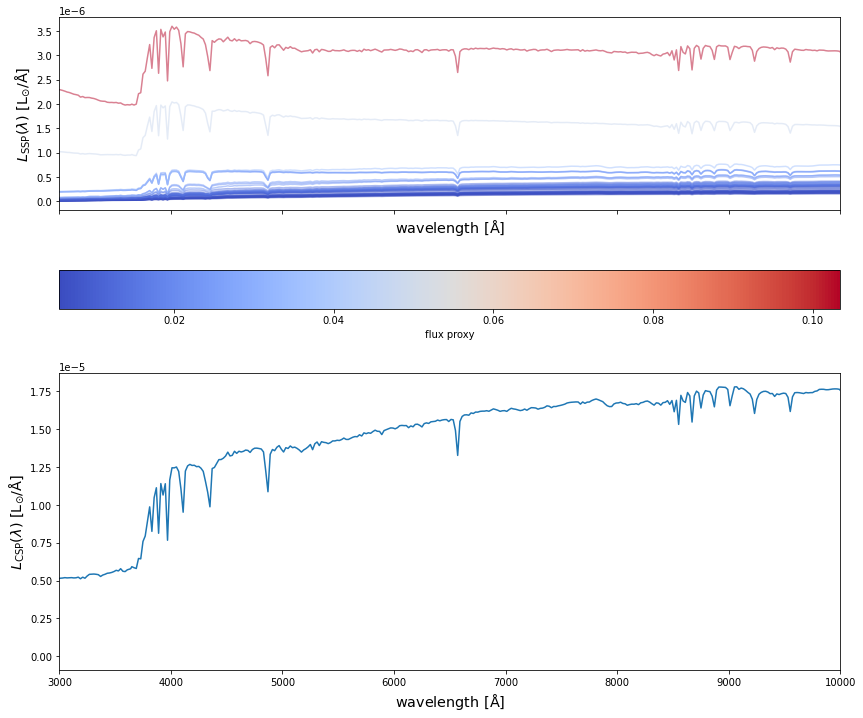 1e−6
3.5
3.0
2.5
2.0
1.5
1.0
0.5
0.0
L_SSP(λ) [L⊙/Å]
wavelength [Å]
0.02 0.04 0.06 0.08 0.10
flux proxy
1e−5
1.75
1.50
1.25
1.00
0.75
0.50
0.25
0.00
L_CSP(λ) [L⊙/Å]
3000 4000 5000 6000 7000 8000 9000 10000
wavelength [Å]